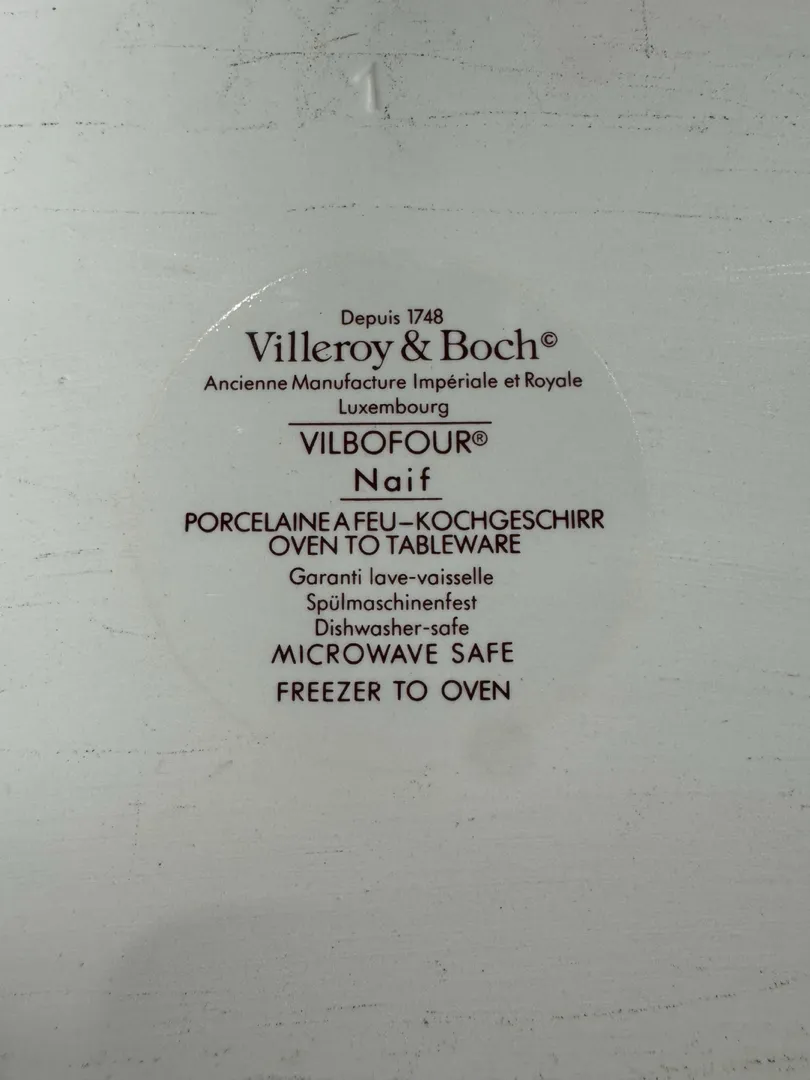 1
Depuis 1748
Villeroy & Boch©
Ancienne Manufacture Impériale et Royale
Luxembourg
VILBOFOUR®
Naif
PORCELAINE A FEU–KOCHGESCHIRR
OVEN TO TABLEWARE
Garanti lave-vaisselle
Spülmaschinenfest
Dishwasher-safe
MICROWAVE SAFE
FREEZER TO OVEN